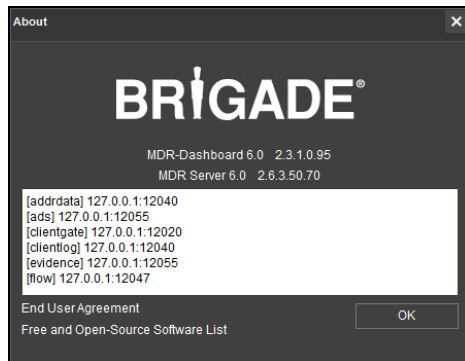 About
BRIGADE®
MDR-Dashboard 6.0 2.3.1.0.95
MDR Server 6.0 2.6.3.50.70
[addrdata] 127.0.0.1:12040
[ads] 127.0.0.1:12055
[clientgate] 127.0.0.1:12020
[clientlog] 127.0.0.1:12040
[evidence] 127.0.0.1:12055
[flow] 127.0.0.1:12047
End User Agreement
OK
Free and Open-Source Software List